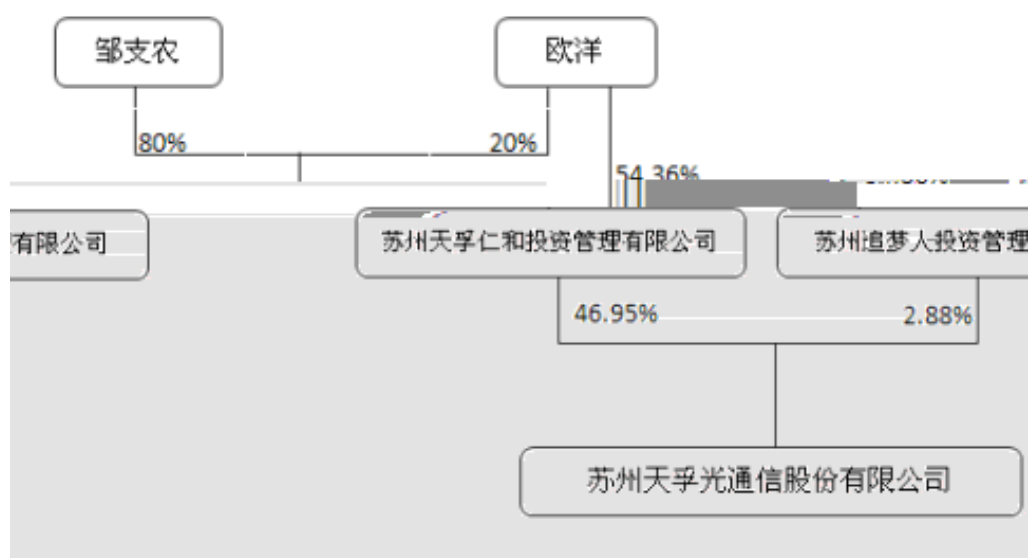 邹支农
欧洋
80%
20%
54.36%
有限公司
苏州天孚仁和投资管理有限公司
苏州追梦人投资管理
46.95%
2.88%
苏州天孚光通信股份有限公司